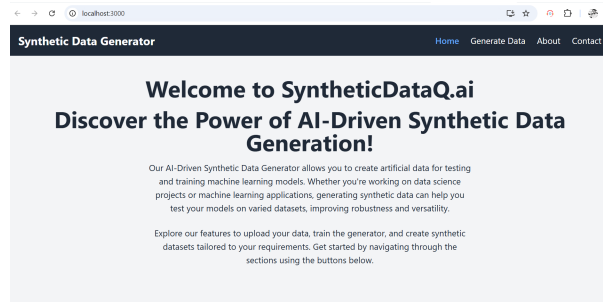 localhost:3000
Synthetic Data Generator
Home Generate Data About Contact
Welcome to SyntheticDataQ.ai
Discover the Power of AI-Driven Synthetic Data
Generation!
Our AI-Driven Synthetic Data Generator allows you to create artificial data for testing
and training machine learning models. Whether you're working on data science
projects or machine learning applications, generating synthetic data can help you
test your models on varied datasets, improving robustness and versatility.
Explore our features to upload your data, train the generator, and create synthetic
datasets tailored to your requirements. Get started by navigating through the
sections using the buttons below.